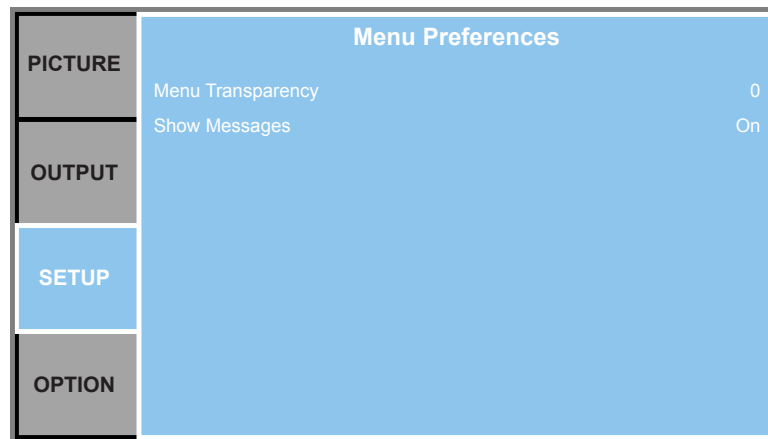 PICTURE
OUTPUT
SETUP
OPTION
Menu Preferences
Menu Transparency 0
Show Messages On